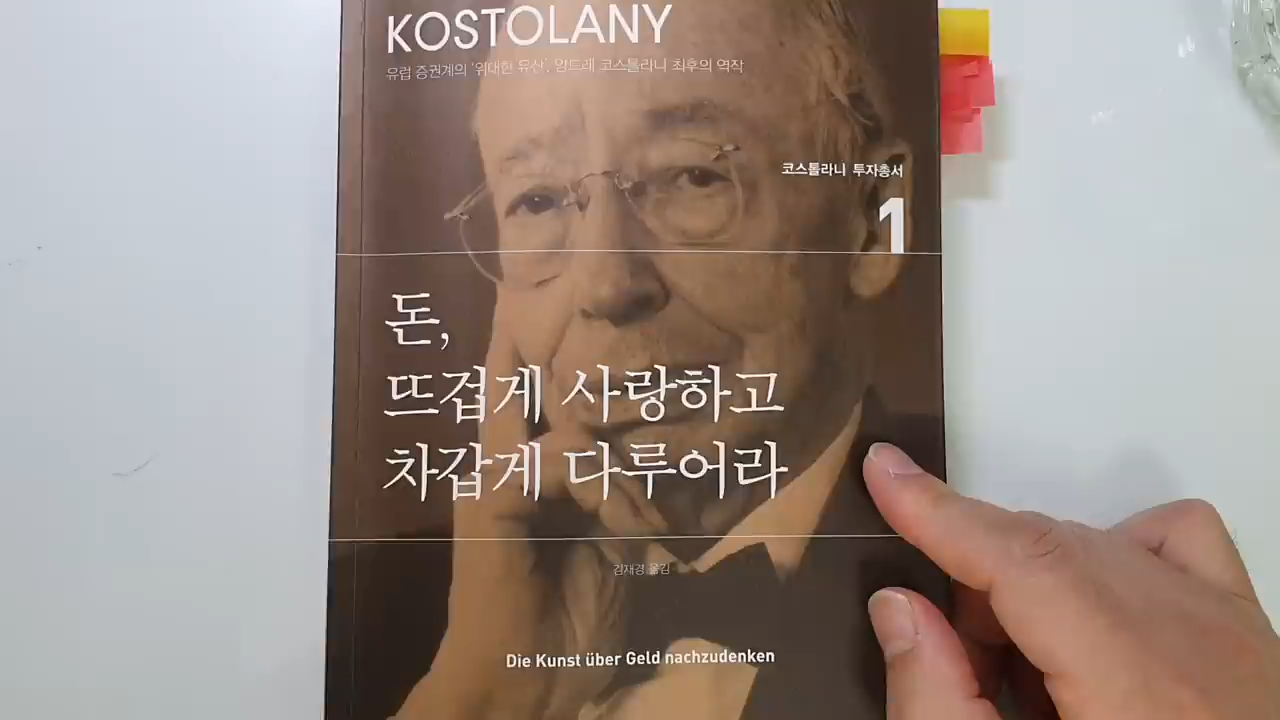 KOSTOLANY
유럽 증권계의 '위대한 유산', 앙드레 코스톨라니 최후의 역작
코스톨라니 투자총서
1
돈,
뜨겁게 사랑하고
차갑게 다루어라
김재경 옮김
Die Kunst über Geld nachzudenken